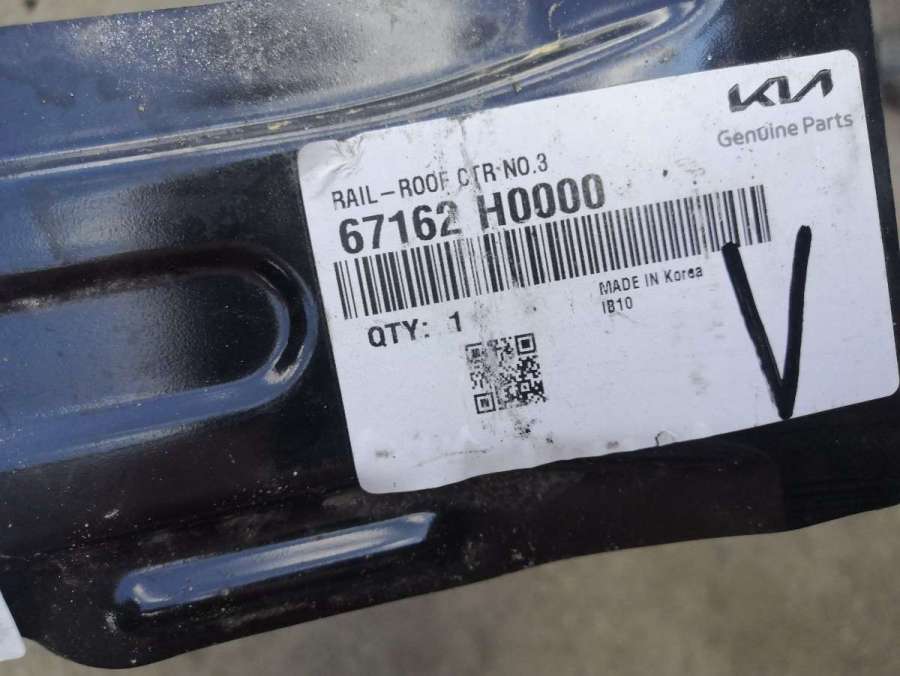 KIA
Genuine Parts
RAIL-ROOF CTR NO.3
67162 H0000
MADE IN Korea
IB10
QTY: 1
V